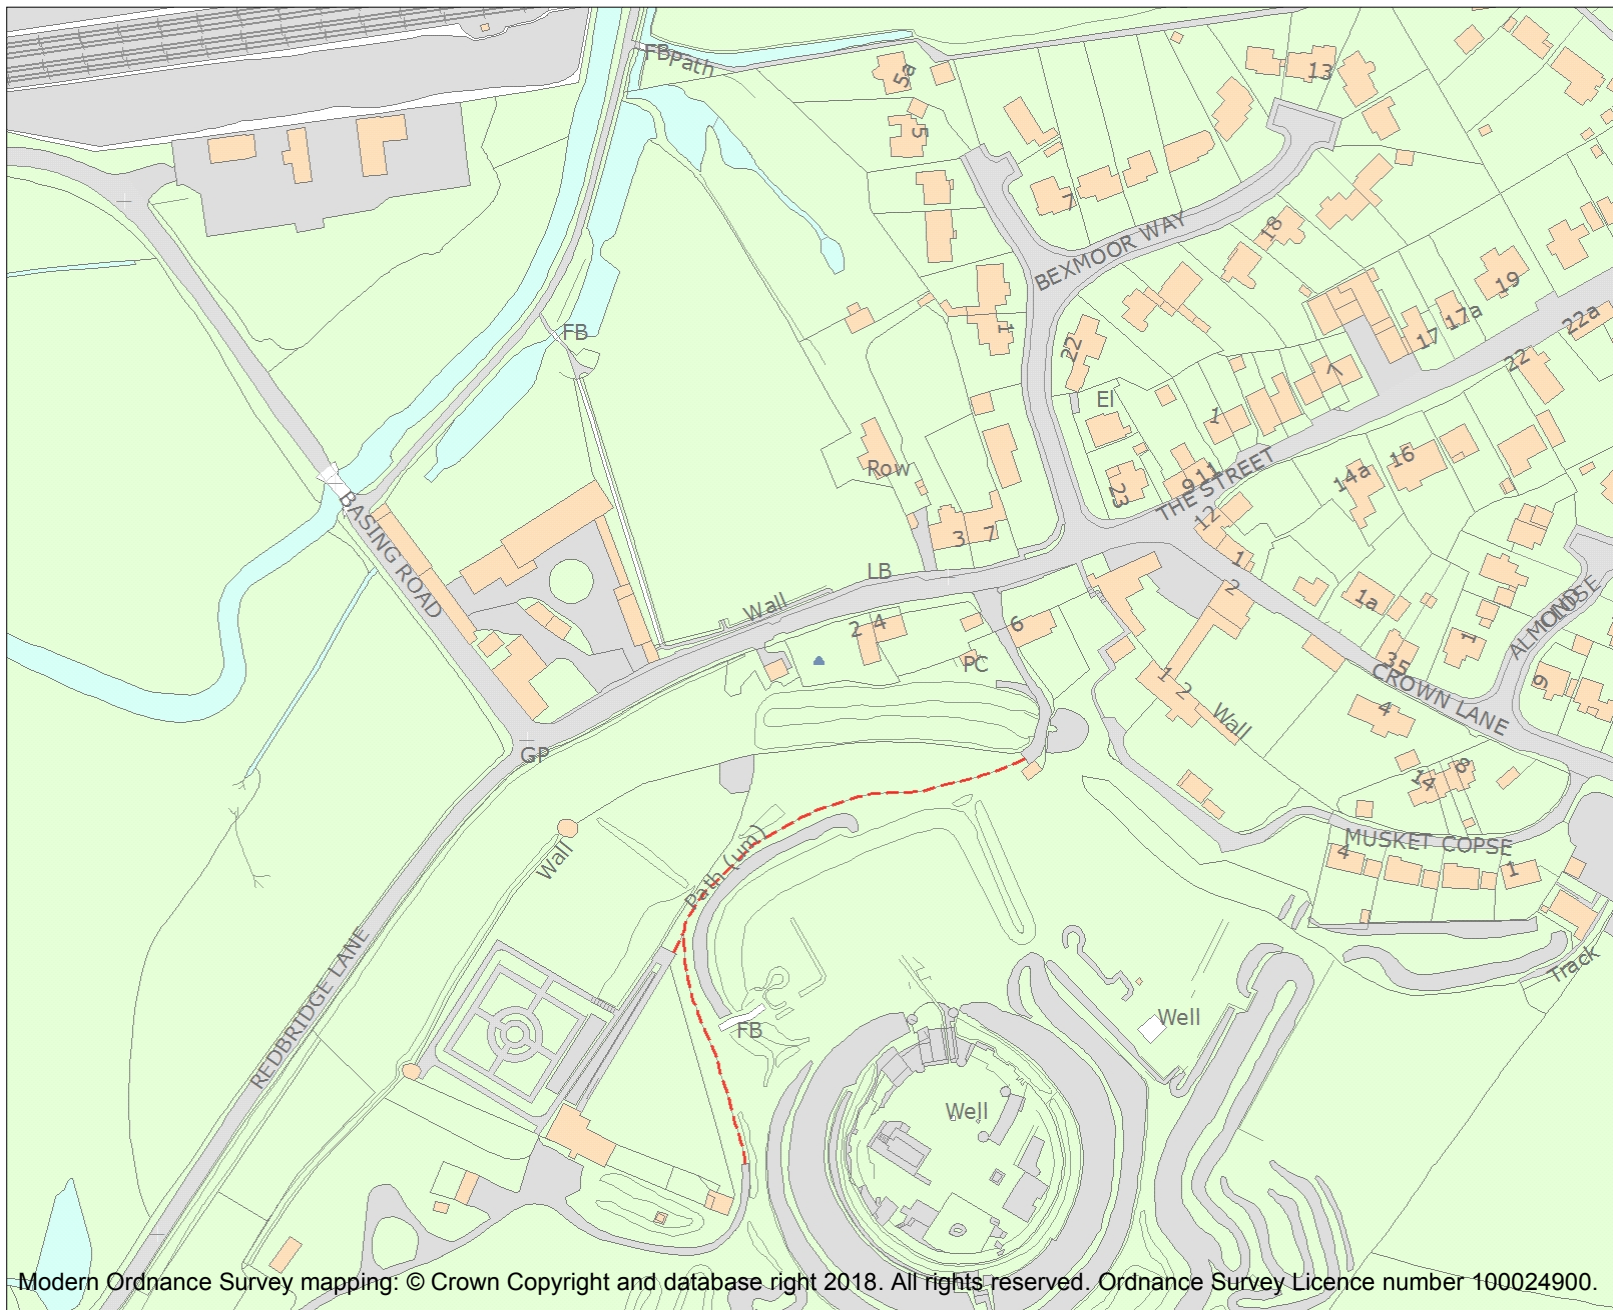 FBpath
5a
13
5
7
BEXMOOR WAY
18
19
1
FB
22
17
17a
22a
22
7
El
1
Row
23
9
11
THE STREET
14a
16
12
3
7
BASING ROAD
LB
1
2
Wall
2
4
6
1a
1
ALMOND
PC
35
CROWN LANE
9
1
2
Wall
4
GP
14
8
MUSKET COPSE
4
1
Wall
Path (um)
REDBRIDGE LANE
Track
FB
Well
Well
Modern Ordnance Survey mapping: © Crown Copyright and database right 2018. All rights reserved. Ordnance Survey Licence number 100024900.